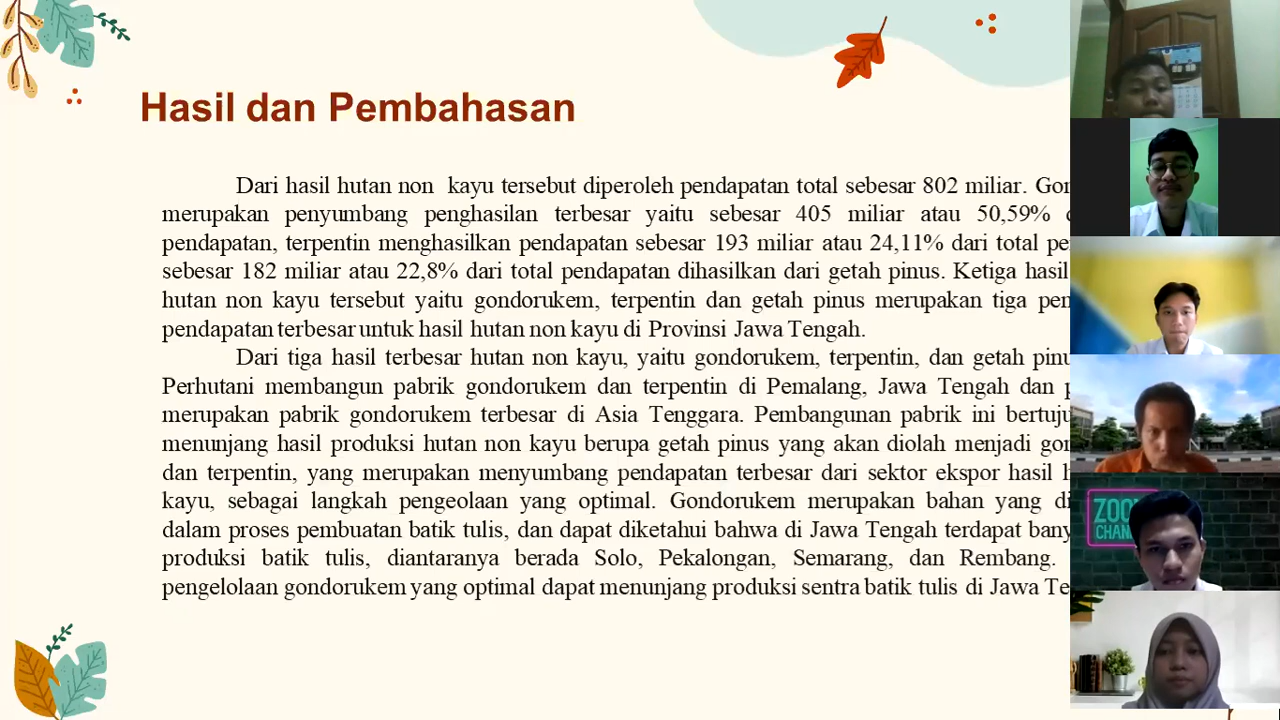 Hasil dan Pembahasan
Dari hasil hutan non kayu tersebut diperoleh pendapatan total sebesar 802 miliar.
merupakan penyumbang penghasilan terbesar yaitu sebesar 405 miliar atau 50,59%
pendapatan, terpentin menghasilkan pendapatan sebesar 193 miliar atau 24,11% dari total
sebesar 182 miliar atau 22,8% dari total pendapatan dihasilkan dari getah pinus. Ketiga hasil
hutan non kayu tersebut yaitu gondorukem, terpentin dan getah pinus merupakan tiga
pendapatan terbesar untuk hasil hutan non kayu di Provinsi Jawa Tengah.
Dari tiga hasil terbesar hutan non kayu, yaitu gondorukem, terpentin, dan getah
Perhutani membangun pabrik gondorukem dan terpentin di Pemalang, Jawa Tengah dan
merupakan pabrik gondorukem terbesar di Asia Tenggara. Pembangunan pabrik ini
menunjang hasil produksi hutan non kayu berupa getah pinus yang akan diolah menjadi
dan terpentin, yang merupakan menyumbang pendapatan terbesar dari sektor ekspor hasil
kayu, sebagai langkah pengeolaan yang optimal. Gondorukem merupakan bahan yang
dalam proses pembuatan batik tulis, dan dapat diketahui bahwa di Jawa Tengah terdapat
produksi batik tulis, diantaranya berada Solo, Pekalongan, Semarang, dan Rembang.
pengelolaan gondorukem yang optimal dapat menunjang produksi sentra batik tulis di Jawa
ZOOM